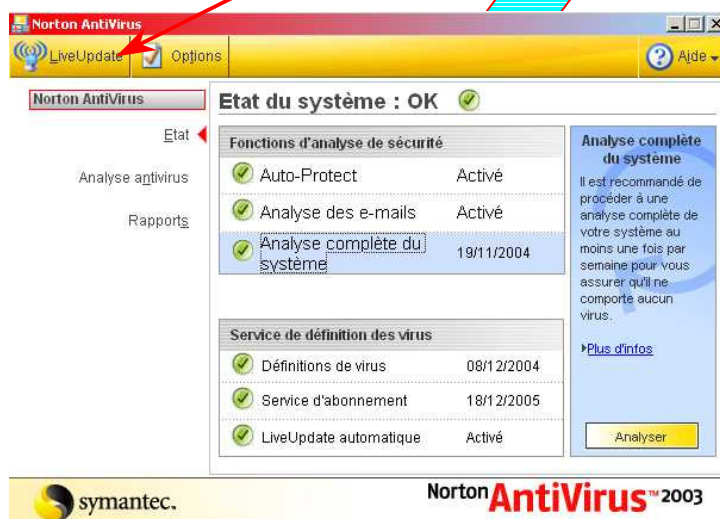 Norton AntiVirus
LiveUpdate Options Aide
Norton AntiVirus
Etat
Analyse antivirus
Rapports
Etat du système : OK
Fonctions d'analyse de sécurité
Auto-Protect Activé
Analyse des e-mails Activé
Analyse complète du
système 19/11/2004
Service de définition des virus
Définitions de virus 08/12/2004
Service d'abonnement 18/12/2005
LiveUpdate automatique Activé
Analyse complète
du système
Il est recommandé de
procéder à une
analyse complète de
votre système au
moins une fois par
semaine pour vous
assurer qu'il ne
comporte aucun
virus.
Plus d'infos
Analyser
symantec.
Norton AntiVirus™ 2003